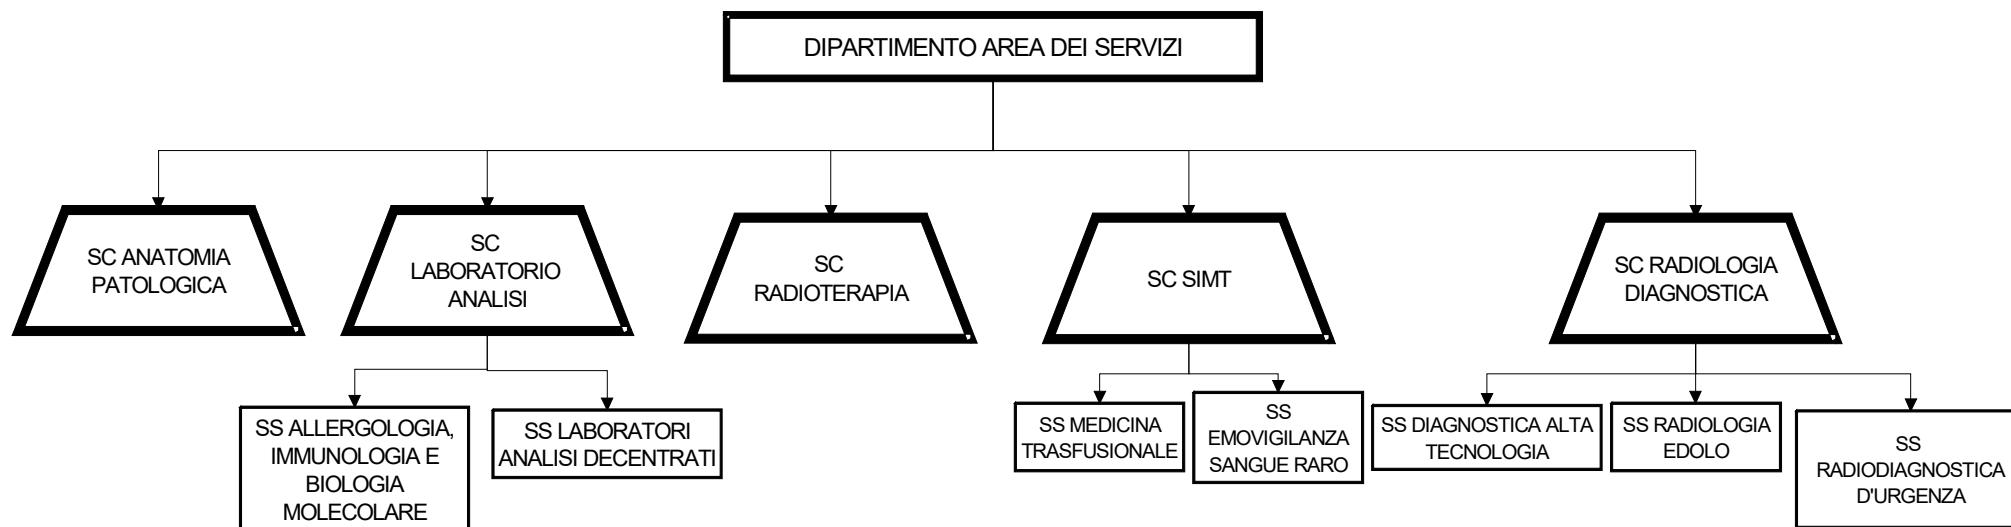 DIPARTIMENTO AREA DEI SERVIZI
SC ANATOMIA
PATOLOGICA
SC
LABORATORIO
ANALISI
SC
RADIOTERAPIA
SC SIMT
SC RADIOLOGIA
DIAGNOSTICA
SS ALLERGOLOGIA,
IMMUNOLOGIA E
BIOLOGIA
MOLECOLARE
SS LABORATORI
ANALISI DECENTRATI
SS MEDICINA
TRASFUSIONALE
SS
EMOVIGILANZA
SANGUE RARO
SS DIAGNOSTICA ALTA
TECNOLOGIA
SS RADIOLOGIA
EDOLO
SS
RADIODIAGNOSTICA
D'URGENZA